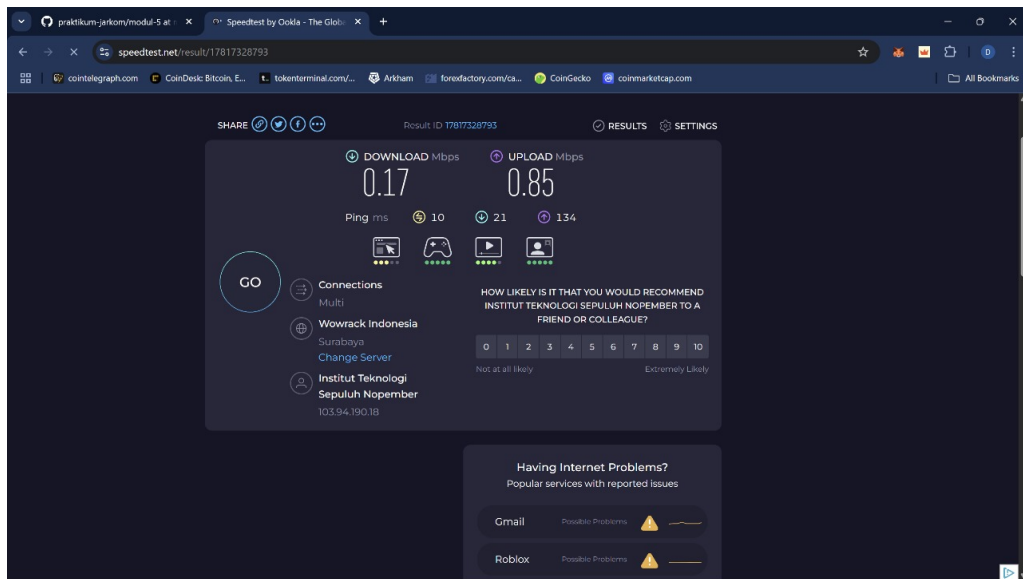 praktikum-jarkom/modul-5 at
Speedtest by Ookla - The Glob
speedtest.net/result/17817328793
cointelegraph.com
CoinDesk: Bitcoin, E...
tokenterminal.com/...
Arkham
forexfactory.com/ca...
CoinGecko
coinmarketcap.com
All Bookmarks
SHARE
Result ID 17817328793
RESULTS
SETTINGS
DOWNLOAD Mbps
0.17
UPLOAD Mbps
0.85
Ping ms 10 21 134
GO
Connections
Multi
Wowrack Indonesia
Surabaya
Change Server
Institut Teknologi
Sepuluh Nopember
103.94.190.18
HOW LIKELY IS IT THAT YOU WOULD RECOMMEND
INSTITUT TEKNOLOGI SEPULUH NOPEMBER TO A
FRIEND OR COLLEAGUE?
0 1 2 3 4 5 6 7 8 9 10
Not at all likely
Extremely Likely
Having Internet Problems?
Popular services with reported issues
Gmail
Possible Problems
Roblox
Possible Problems
D